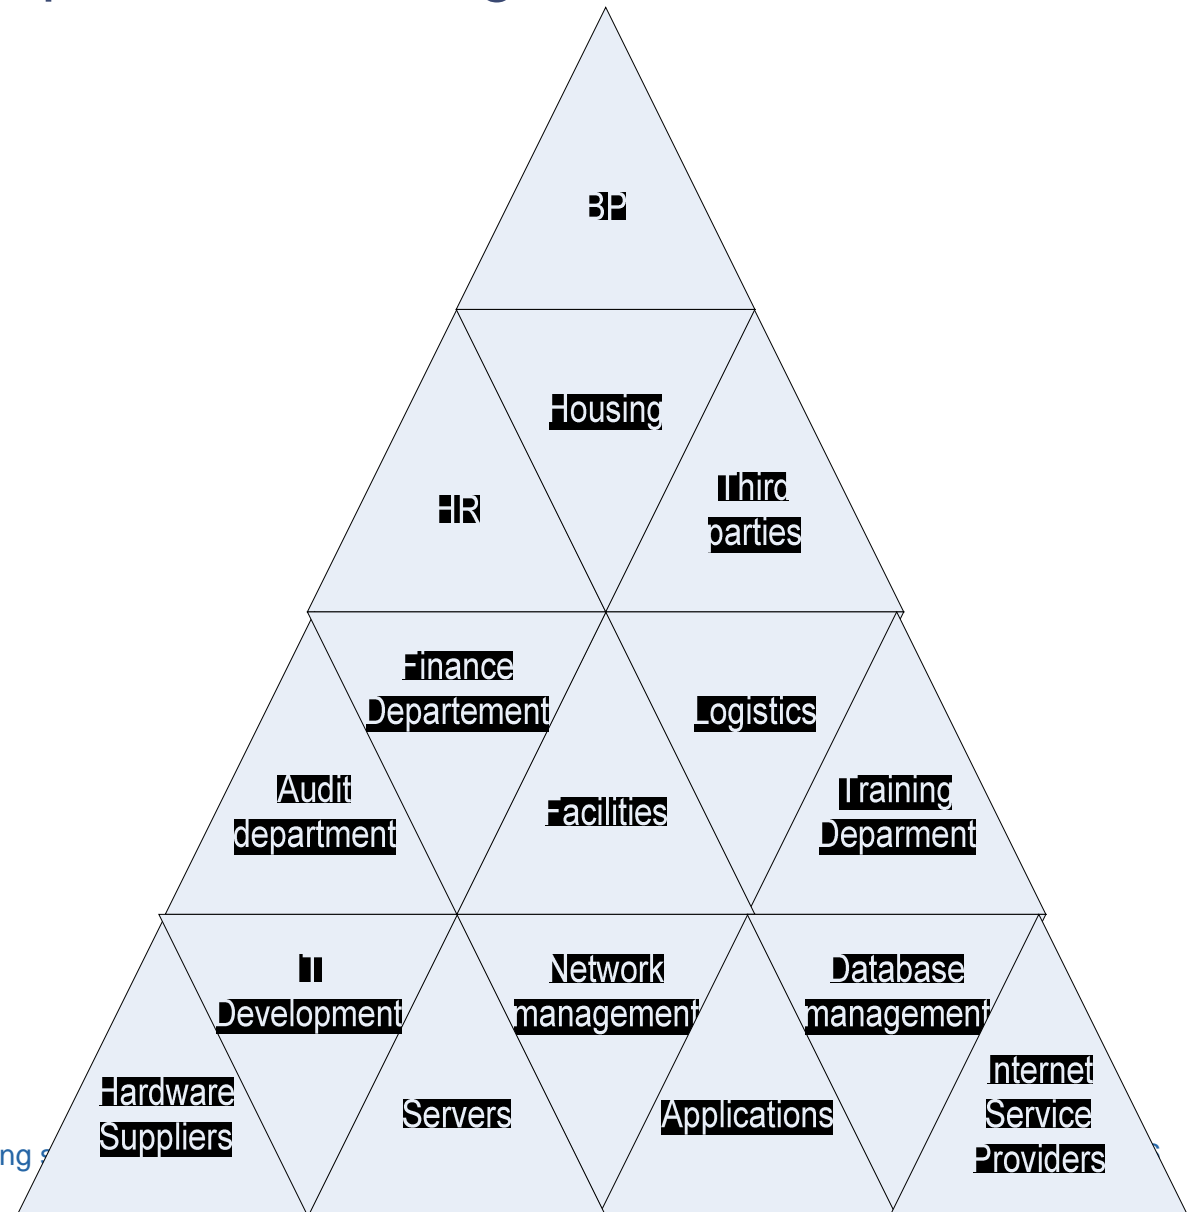 BP
Housing
HR
Third
parties
Finance
Departement
Logistics
Audit
department
Facilities
Training
Deparment
IT
Development
Network
management
Database
management
Hardware
Suppliers
Servers
Applications
Internet
Service
Providers